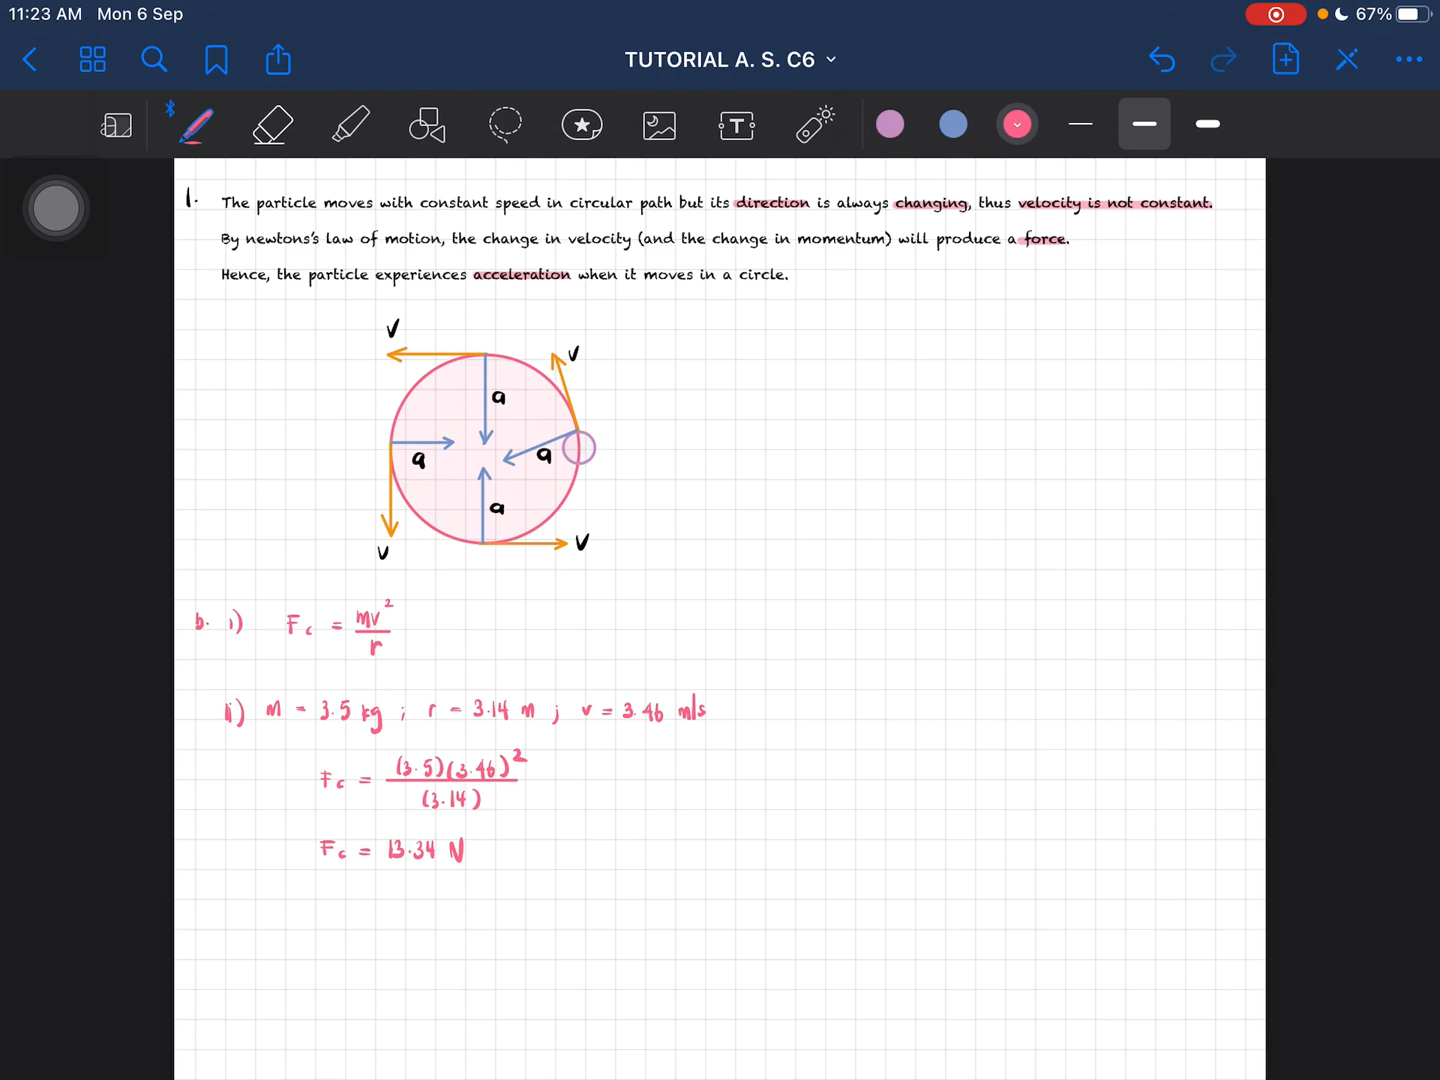 11:23 AM Mon 6 Sep
67%
TUTORIAL A. S. C6
T
1. The particle moves with constant speed in circular path but its direction is always changing, thus velocity is not constant.
By newtons's law of motion, the change in velocity (and the change in momentum) will produce a force.
Hence, the particle experiences acceleration when it moves in a circle.
v
v
a
a
a
a
v
v
b. i) Fc = mv²/r
ii) m = 3.5 kg ; r = 3.14 m ; v = 3.46 m/s
Fc = (3.5)(3.46)²
(3.14)
Fc = 13.34 N